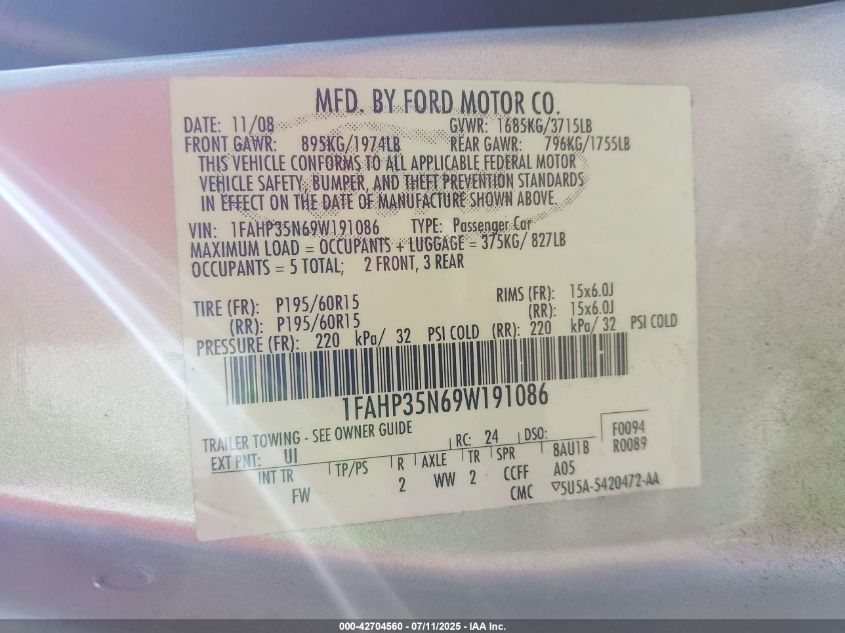 MFD. BY FORD MOTOR CO.
DATE: 11/08 GVWR: 1685KG/3715LB
FRONT GAWR: 895KG/1974LB REAR GAWR: 796KG/1755LB
THIS VEHICLE CONFORMS TO ALL APPLICABLE FEDERAL MOTOR
VEHICLE SAFETY, BUMPER, AND THEFT PREVENTION STANDARDS
IN EFFECT ON THE DATE OF MANUFACTURE SHOWN ABOVE.
VIN: 1FAHP35N69W191086 TYPE: Passenger Car
MAXIMUM LOAD = OCCUPANTS + LUGGAGE = 375KG/ 827LB
OCCUPANTS = 5 TOTAL; 2 FRONT, 3 REAR
TIRE (FR): P195/60R15 RIMS (FR): 15x6.0J
(RR): P195/60R15 (RR): 15x6.0J
PRESSURE (FR): 220 kPa/ 32 PSI COLD (RR): 220 kPa/ 32 PSI COLD
1FAHP35N69W191086
TRAILER TOWING - SEE OWNER GUIDE
EXT PNT: UI RC: 24 DSO: F0094
INT TR TP/PS R AXLE TR SPR 8AU1B R0089
FW 2 WW 2 CCFF A05
CMC ▽5U5A-5420472-AA
000-42704560 - 07/11/2025 - IAA Inc.